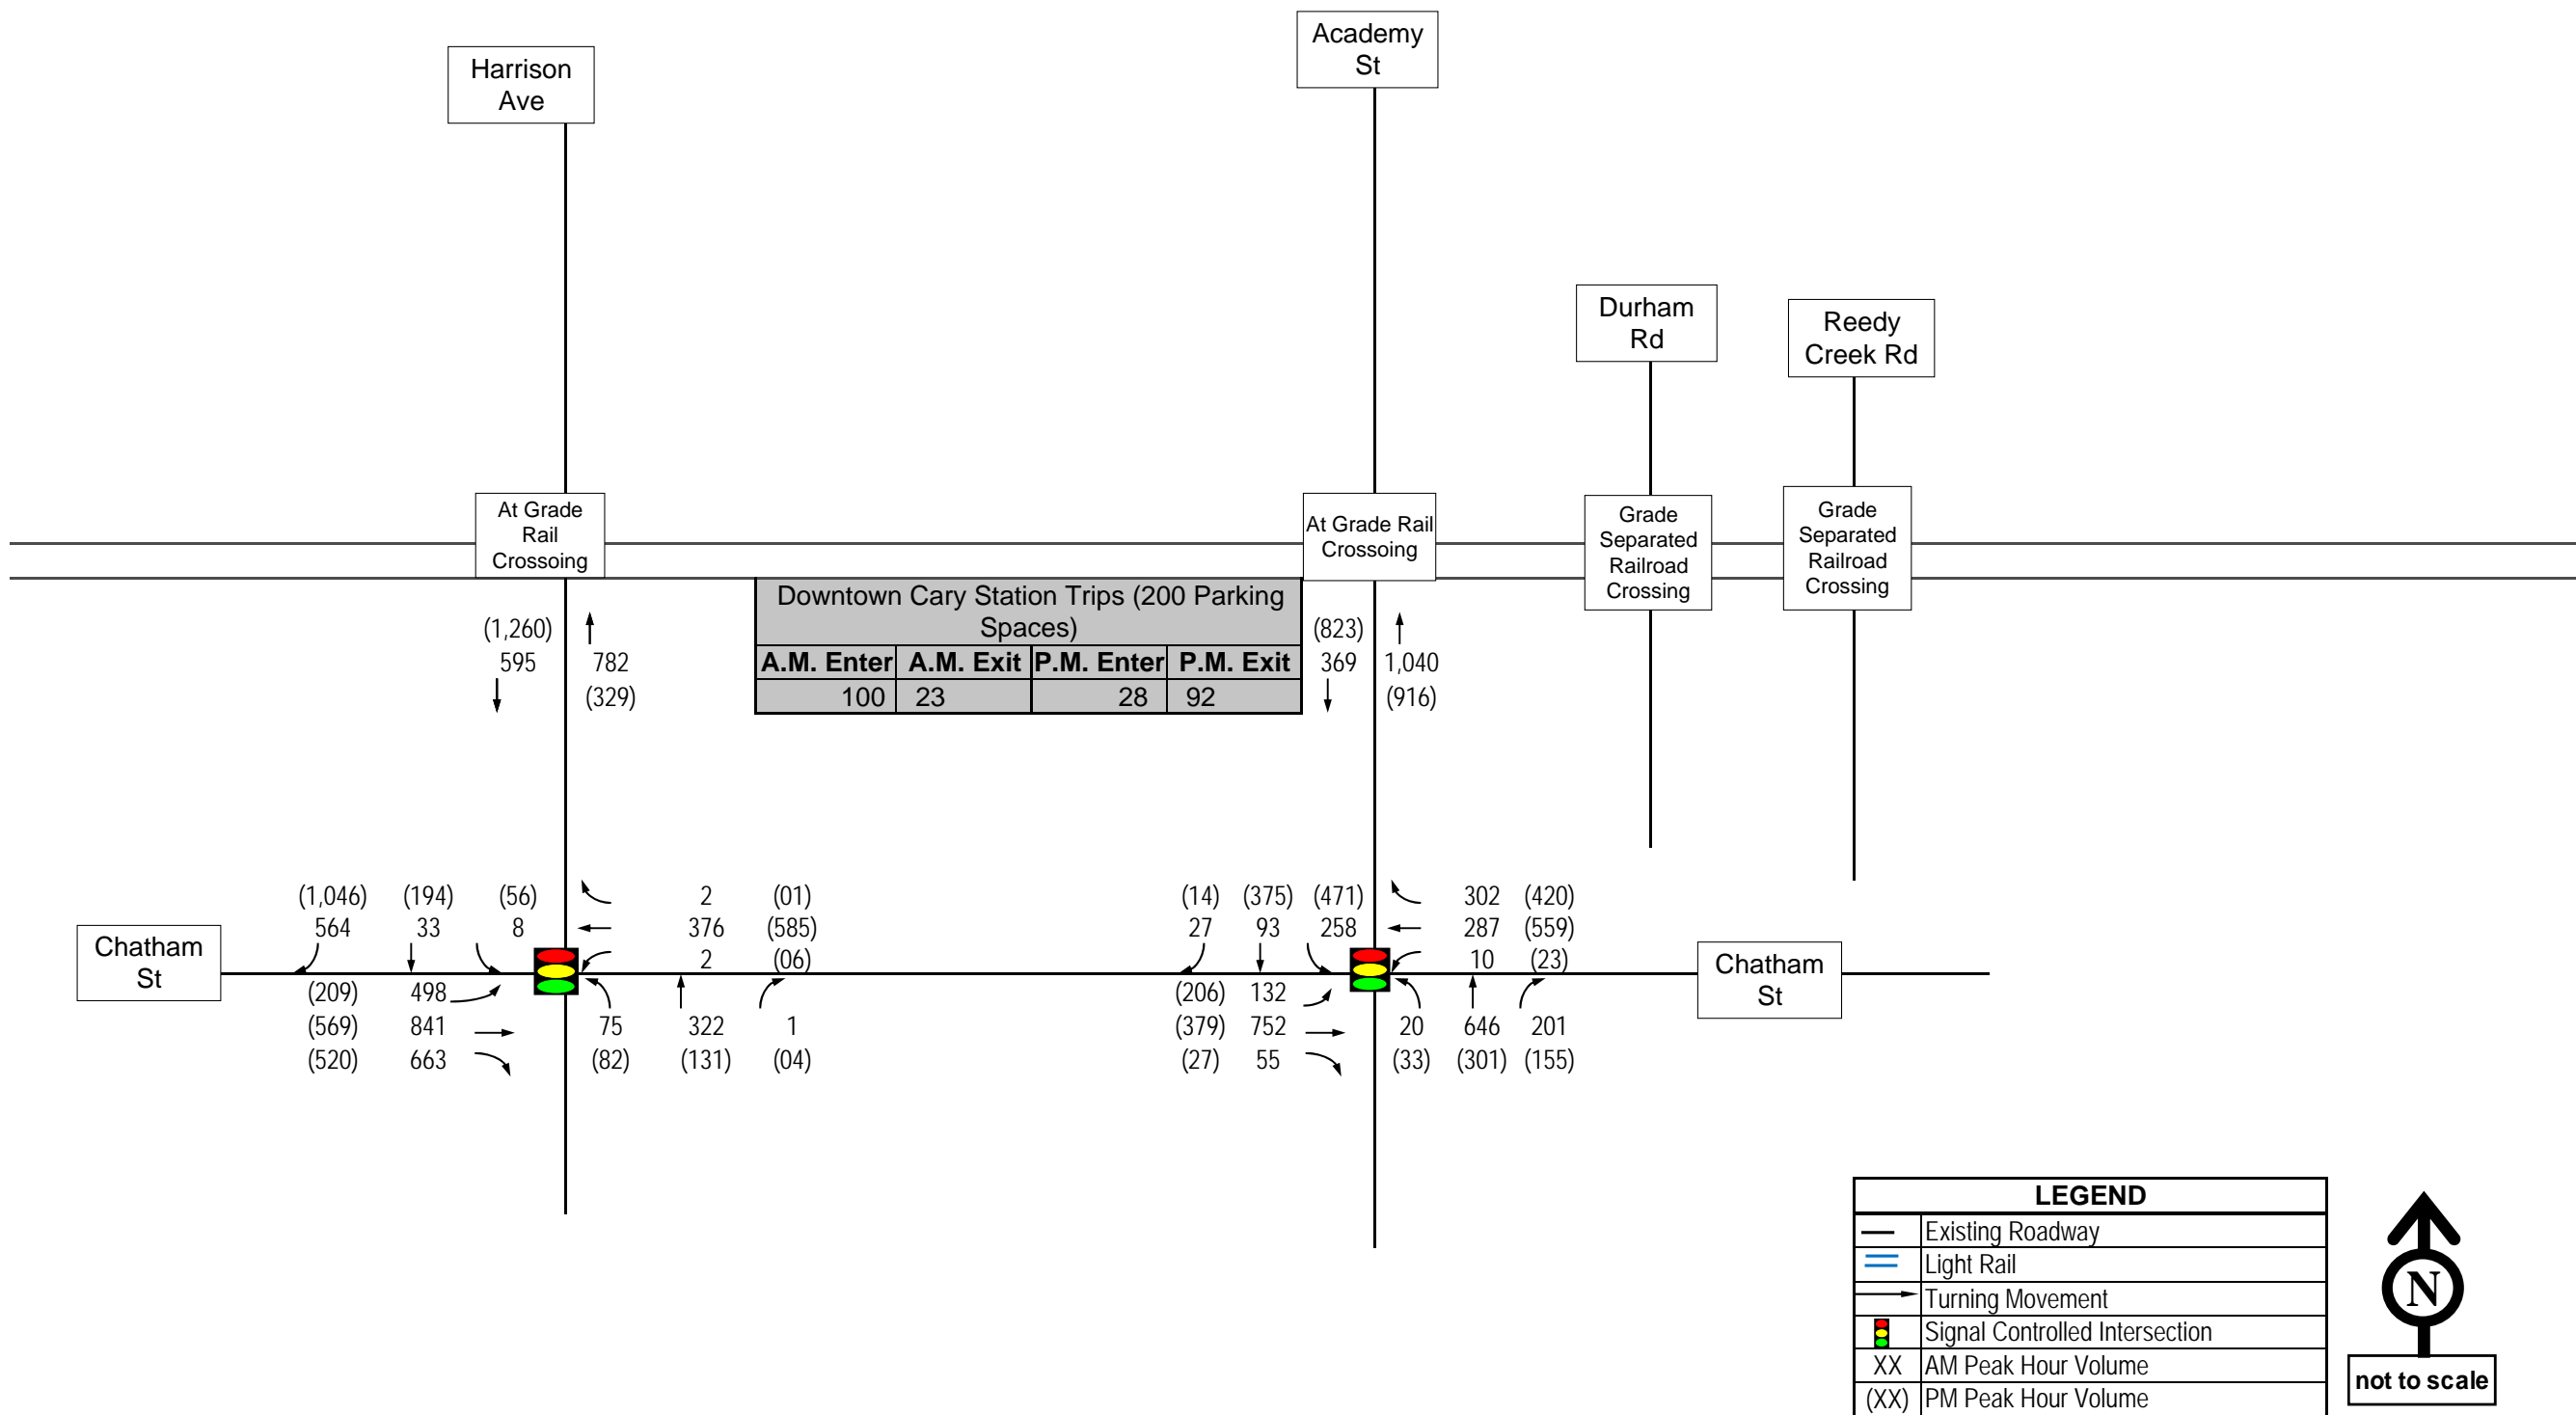 Harrison
Ave
Academy
St
Durham
Rd
Reedy
Creek Rd
At Grade
Rail
Crossoing
At Grade Rail
Crossoing
Grade
Separated
Railroad
Crossing
Grade
Separated
Railroad
Crossing
(1,260)
595
782
(329)
Downtown Cary Station Trips (200 Parking
Spaces)
A.M. Enter A.M. Exit P.M. Enter P.M. Exit
100 23 28 92
(823)
369
1,040
(916)
Chatham
St
(1,046) (194) (56)
564 33 8
2 (01)
376 (585)
2 (06)
(209) 498
(569) 841
(520) 663
75 322 1
(82) (131) (04)
(14) (375) (471)
27 93 258
302 (420)
287 (559)
10 (23)
(206) 132
(379) 752
(27) 55
20 646 201
(33) (301) (155)
Chatham
St
LEGEND
Existing Roadway
Light Rail
Turning Movement
Signal Controlled Intersection
XX AM Peak Hour Volume
(XX) PM Peak Hour Volume
N
not to scale